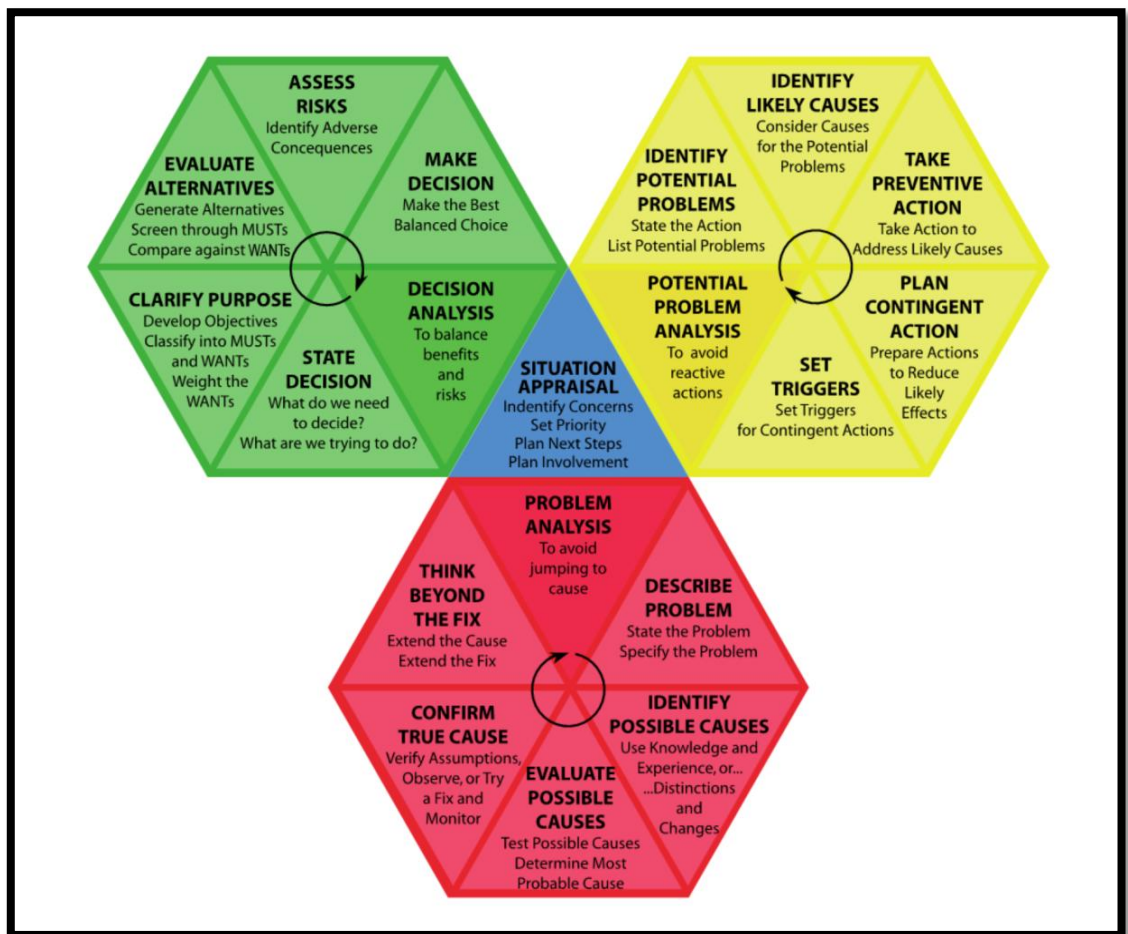 ASSESS
RISKS
Identify Adverse
Concequences
EVALUATE
ALTERNATIVES
Generate Alternatives
Screen through MUSTs
Compare against WANTs
MAKE
DECISION
Make the Best
Balanced Choice
CLARIFY PURPOSE
Develop Objectives
Classify into MUSTs
and WANTs
Weight the
WANTs
STATE
DECISION
What do we need
to decide?
What are we trying to do?
DECISION
ANALYSIS
To balance
benefits
and
risks
SITUATION
APPRAISAL
Indentify Concerns
Set Priority
Plan Next Steps
Plan Involvement
IDENTIFY
LIKELY CAUSES
Consider Causes
for the Potential
Problems
IDENTIFY
POTENTIAL
PROBLEMS
State the Action
List Potential Problems
TAKE
PREVENTIVE
ACTION
Take Action to
Address Likely Causes
POTENTIAL
PROBLEM
ANALYSIS
To avoid
reactive
actions
PLAN
CONTINGENT
ACTION
Prepare Actions
to Reduce
Likely
Effects
SET
TRIGGERS
Set Triggers
for Contingent Actions
PROBLEM
ANALYSIS
To avoid
jumping to
cause
THINK
BEYOND
THE FIX
Extend the Cause
Extend the Fix
DESCRIBE
PROBLEM
State the Problem
Specify the Problem
CONFIRM
TRUE CAUSE
Verify Assumptions,
Observe, or Try
a Fix and
Monitor
EVALUATE
POSSIBLE
CAUSES
Test Possible Causes
Determine Most
Probable Cause
IDENTIFY
POSSIBLE CAUSES
Use Knowledge and
Experience, or...
...Distinctions
and
Changes